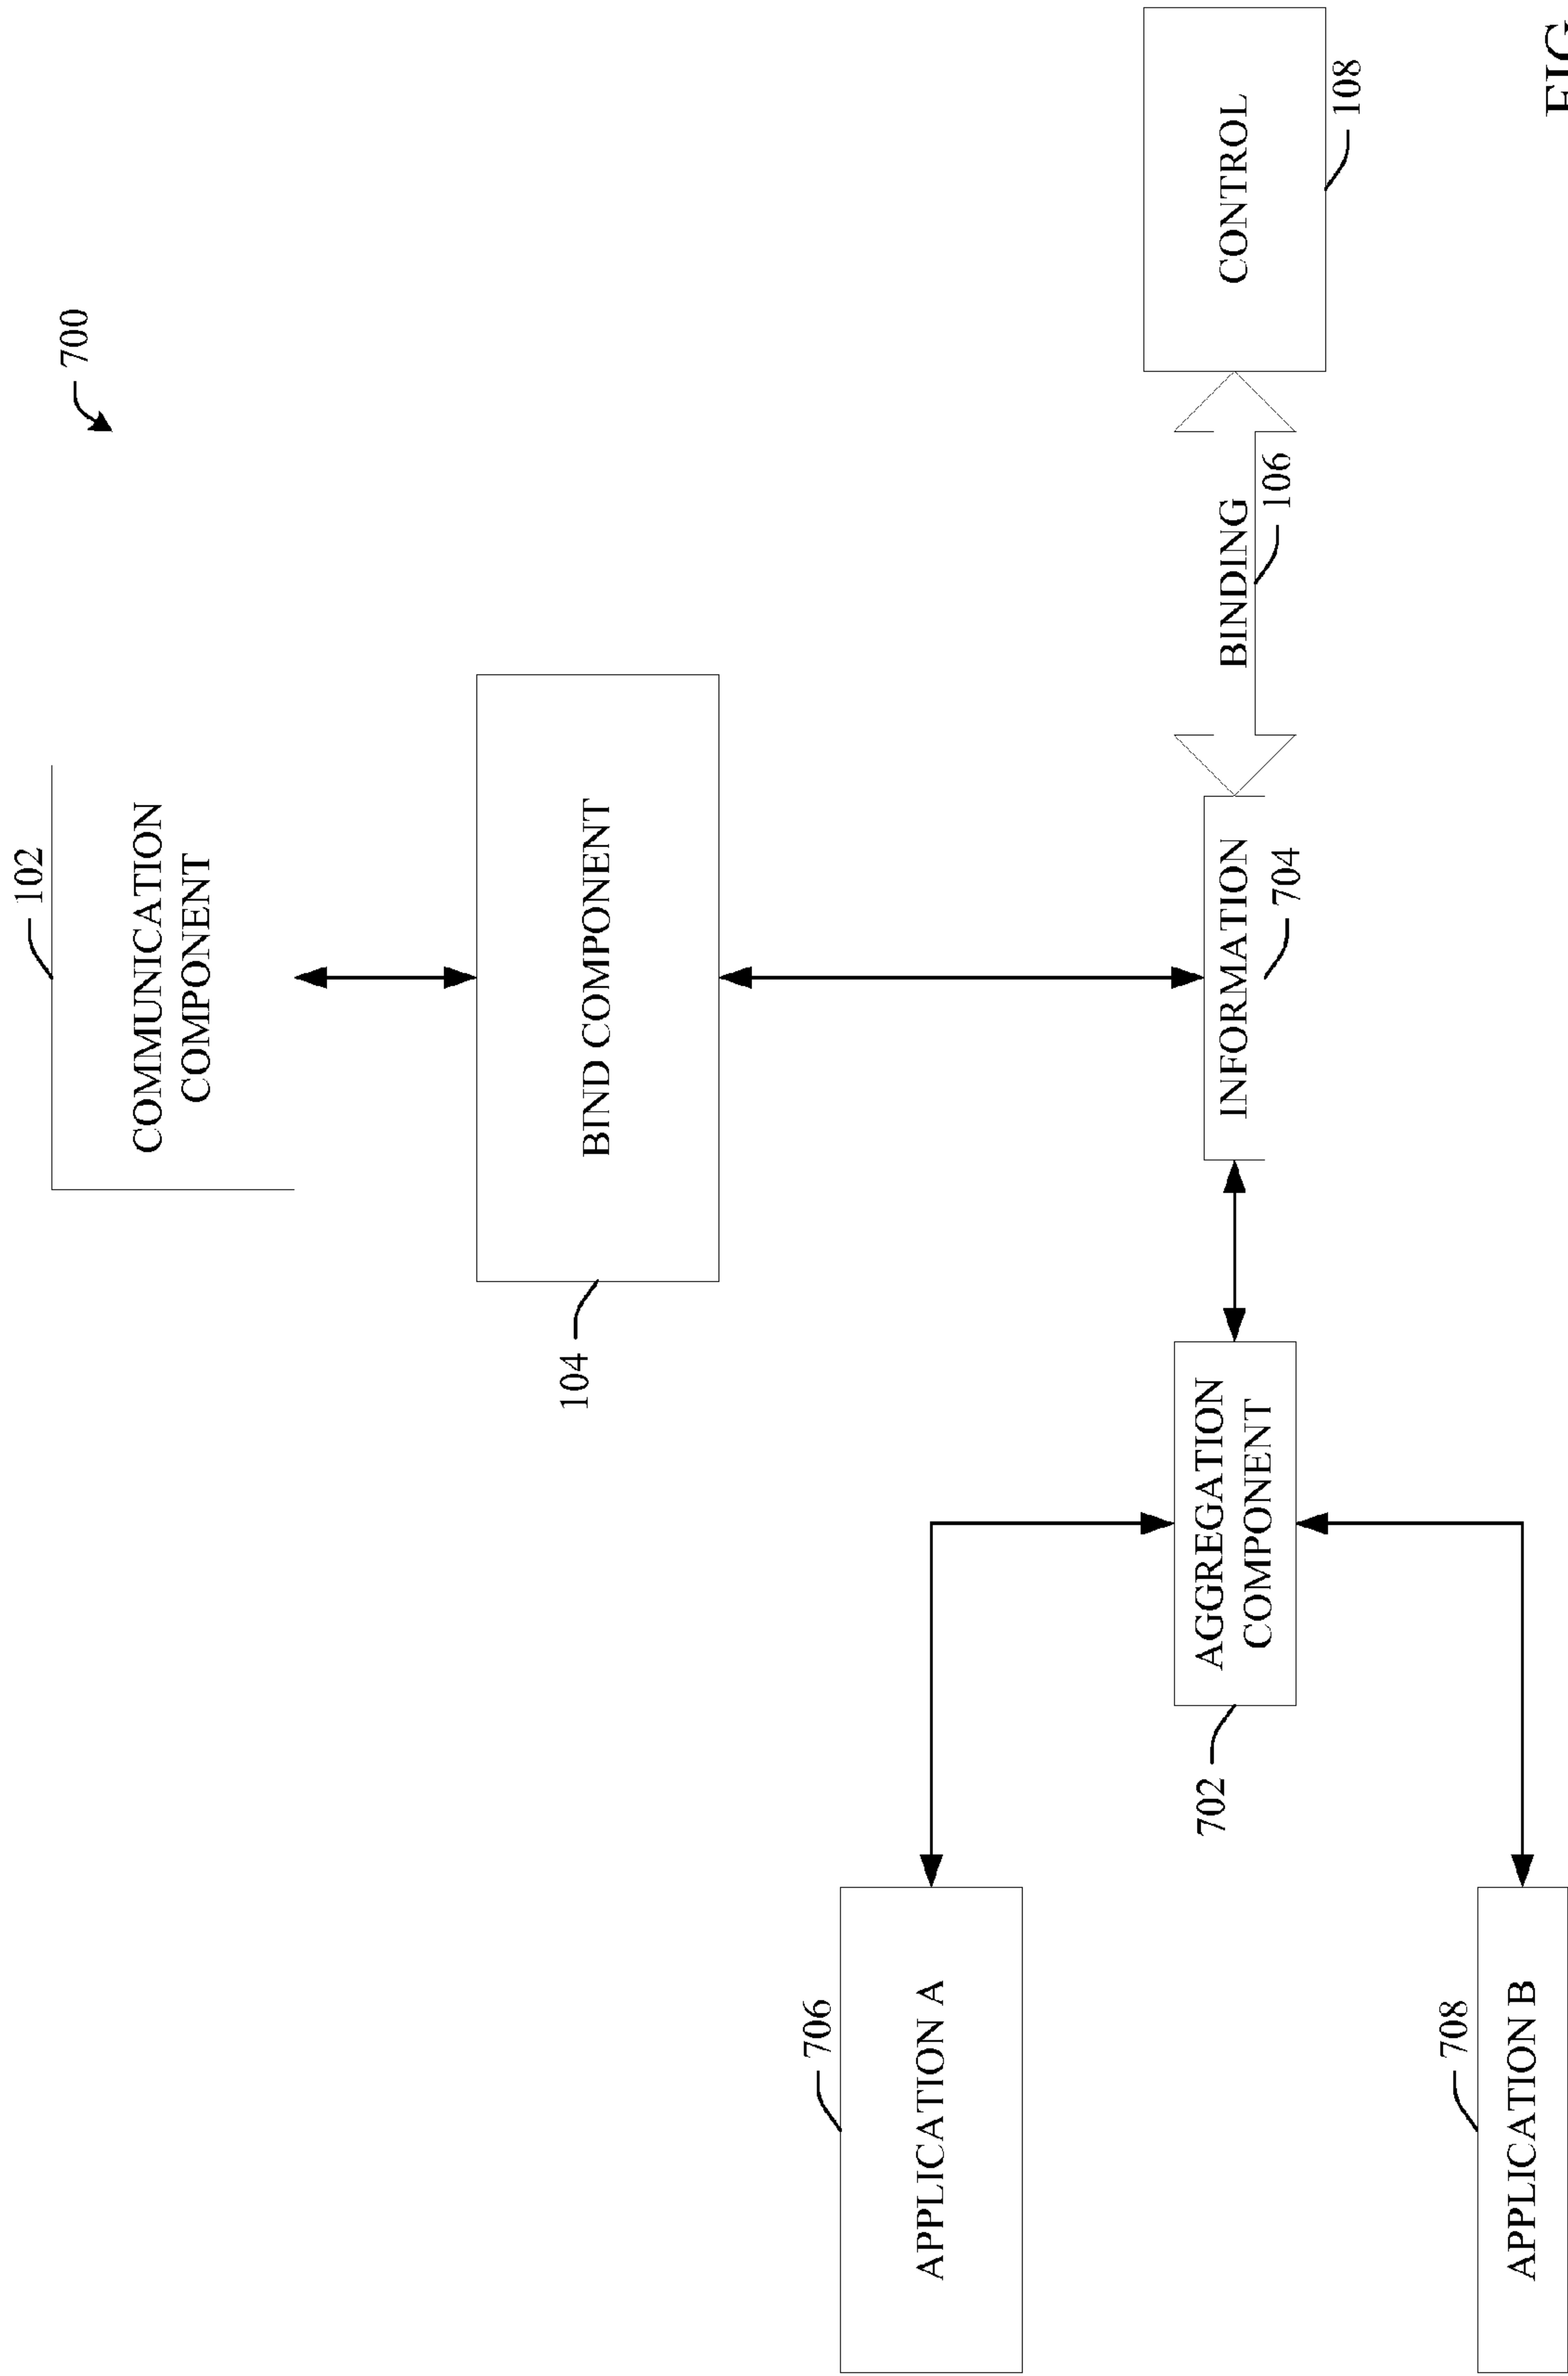 700
102
COMMUNICATION
COMPONENT
104
BIND COMPONENT
706
APPLICATION A
702
AGGREGATION
COMPONENT
INFORMATION
704
BINDING
106
CONTROL
108
708
APPLICATION B
FIG